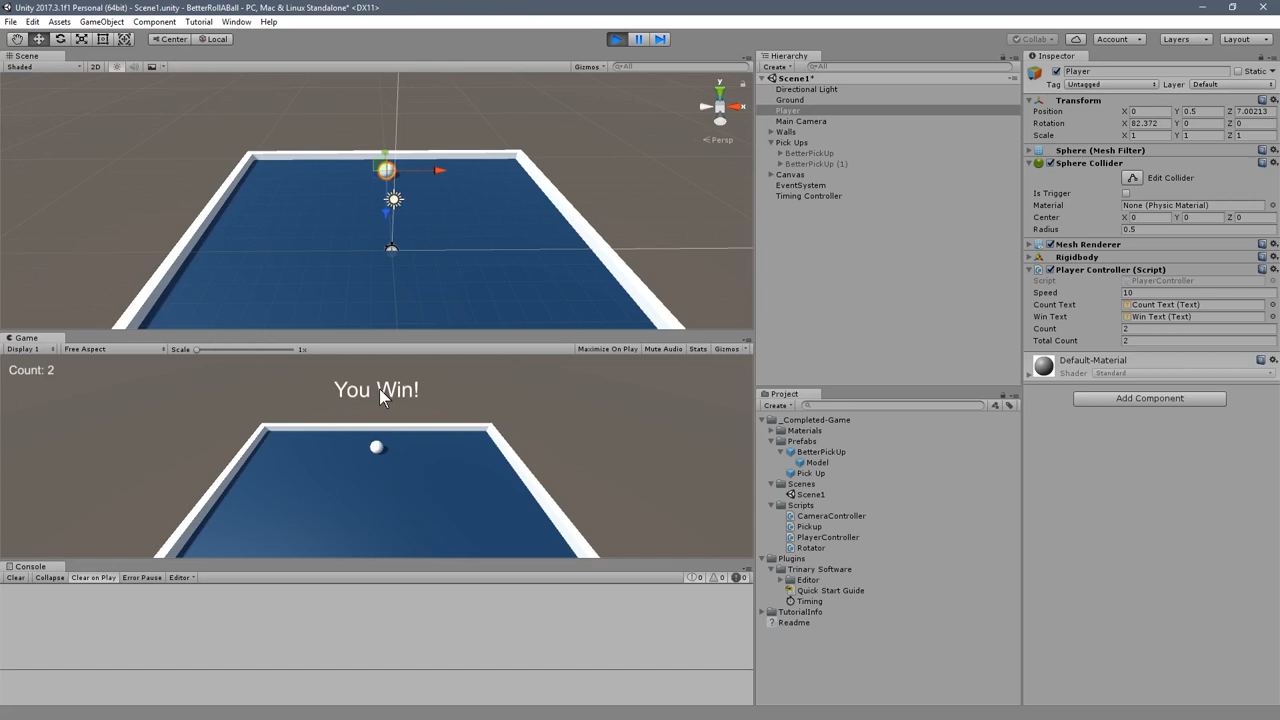 Unity 2017.3.1f1 Personal (64bit) - Scene1.unity - BetterRollABall - PC, Mac & Linux Standalone* <DX11>
File Edit Assets GameObject Component Tutorial Window Help
Center Local Collab Account Layers Layout
Scene
Shaded 2D Gizmos All
y x Persp
Game
Display 1 Free Aspect Scale 1x Maximize On Play Mute Audio Stats Gizmos
Count: 2
You Win!
Console
Clear Collapse Clear on Play Error Pause Editor 0 0 0
Hierarchy
Create All
Scene1*
Directional Light
Ground
Player
Main Camera
Walls
Pick Ups
BetterPickUp
BetterPickUp (1)
Canvas
EventSystem
Timing Controller
Project
Create
_Completed-Game
Materials
Prefabs
BetterPickUp
Model
Pick Up
Scenes
Scene1
Scripts
CameraController
Pickup
PlayerController
Rotator
Plugins
Trinary Software
Editor
Quick Start Guide
Timing
TutorialInfo
Readme
Inspector
Player Static
Tag Untagged Layer Default
Transform
Position X 0 Y 0.5 Z 7.00213
Rotation X 82.372 Y 0 Z 0
Scale X 1 Y 1 Z 1
Sphere (Mesh Filter)
Sphere Collider
Edit Collider
Is Trigger
Material None (Physic Material)
Center X 0 Y 0 Z 0
Radius 0.5
Mesh Renderer
Rigidbody
Player Controller (Script)
Script PlayerController
Speed 10
Count Text Count Text (Text)
Win Text Win Text (Text)
Count 2
Total Count 2
Default-Material
Shader Standard
Add Component